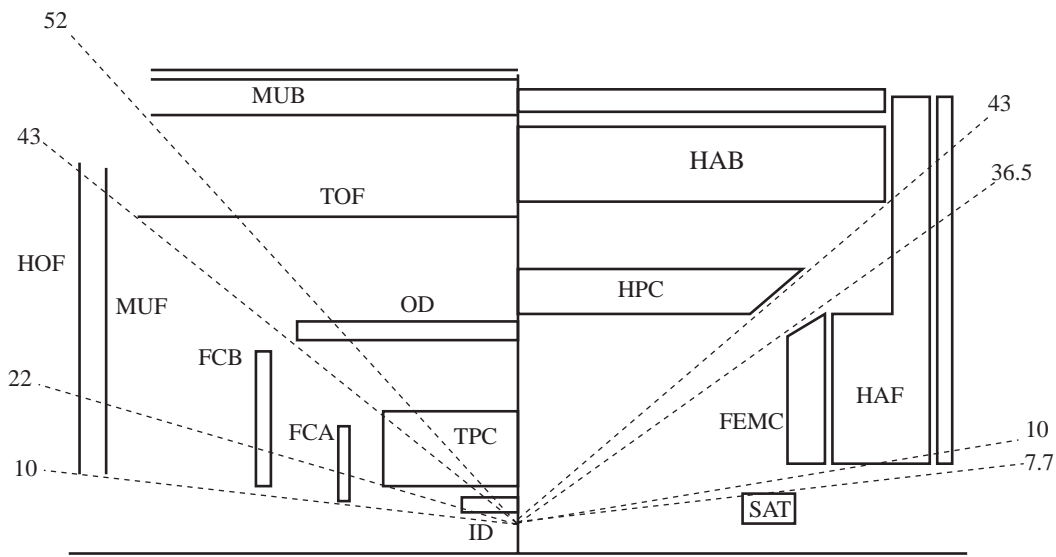 52
MUB
43
43
HAB
36.5
TOF
HOF
MUF
OD
HPC
FCB
22
FCA
TPC
FEMC
HAF
10
10
7.7
SAT
ID